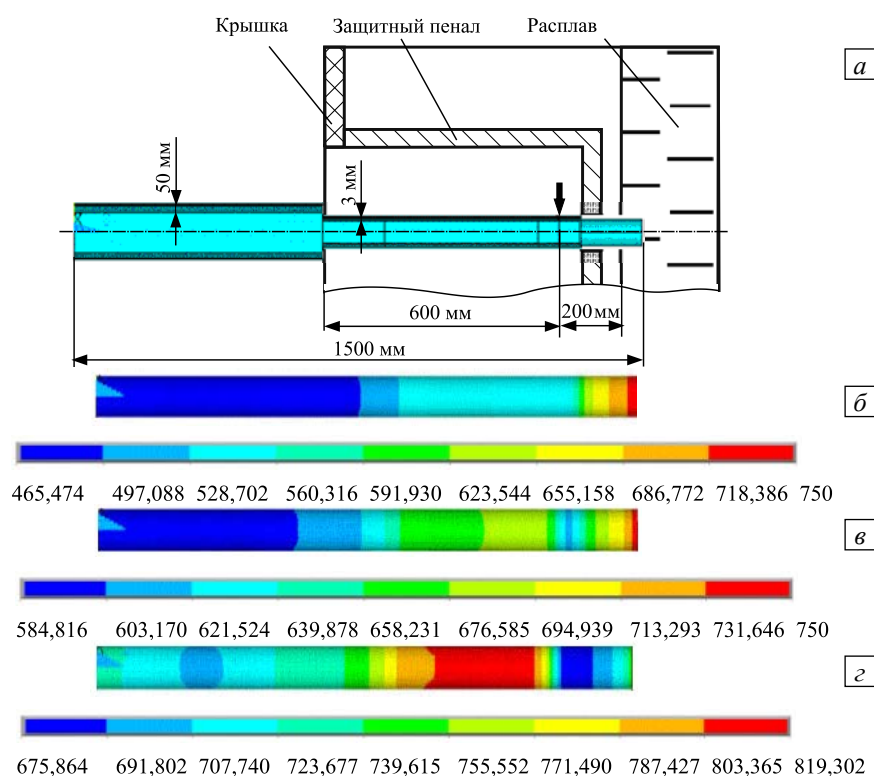 Крышка Защитный пенал Расплав
а
50 мм
3 мм
600 мм 200 мм
1500 мм
б
465,474 497,088 528,702 560,316 591,930 623,544 655,158 686,772 718,386 750
в
584,816 603,170 621,524 639,878 658,231 676,585 694,939 713,293 731,646 750
г
675,864 691,802 707,740 723,677 739,615 755,552 771,490 787,427 803,365 819,302